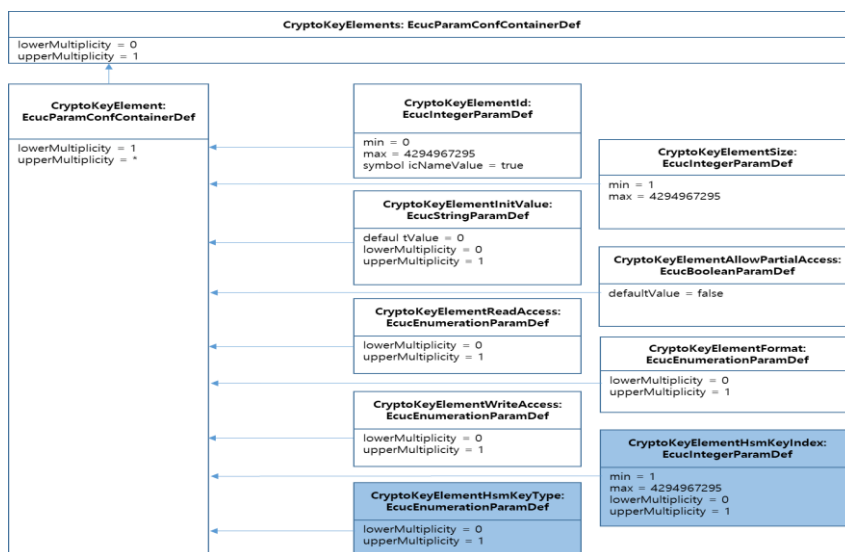 CryptoKeyElements: EcucParamConfContainerDef
lowerMultiplicity = 0
upperMultiplicity = 1
CryptoKeyElement:
EcucParamConfContainerDef
lowerMultiplicity = 1
upperMultiplicity = *
CryptoKeyElementId:
EcucIntegerParamDef
min = 0
max = 4294967295
symbol icNameValue = true
CryptoKeyElementSize:
EcucIntegerParamDef
min = 1
max = 4294967295
CryptoKeyElementInitValue:
EcucStringParamDef
defaul tValue = 0
lowerMultiplicity = 0
upperMultiplicity = 1
CryptoKeyElementAllowPartialAccess:
EcucBooleanParamDef
defaultValue = false
CryptoKeyElementReadAccess:
EcucEnumerationParamDef
lowerMultiplicity = 0
upperMultiplicity = 1
CryptoKeyElementFormat:
EcucEnumerationParamDef
lowerMultiplicity = 0
upperMultiplicity = 1
CryptoKeyElementWriteAccess:
EcucEnumerationParamDef
lowerMultiplicity = 0
upperMultiplicity = 1
CryptoKeyElementHsmKeyIndex:
EcucIntegerParamDef
min = 1
max = 4294967295
lowerMultiplicity = 0
upperMultiplicity = 1
CryptoKeyElementHsmKeyType:
EcucEnumerationParamDef
lowerMultiplicity = 0
upperMultiplicity = 1